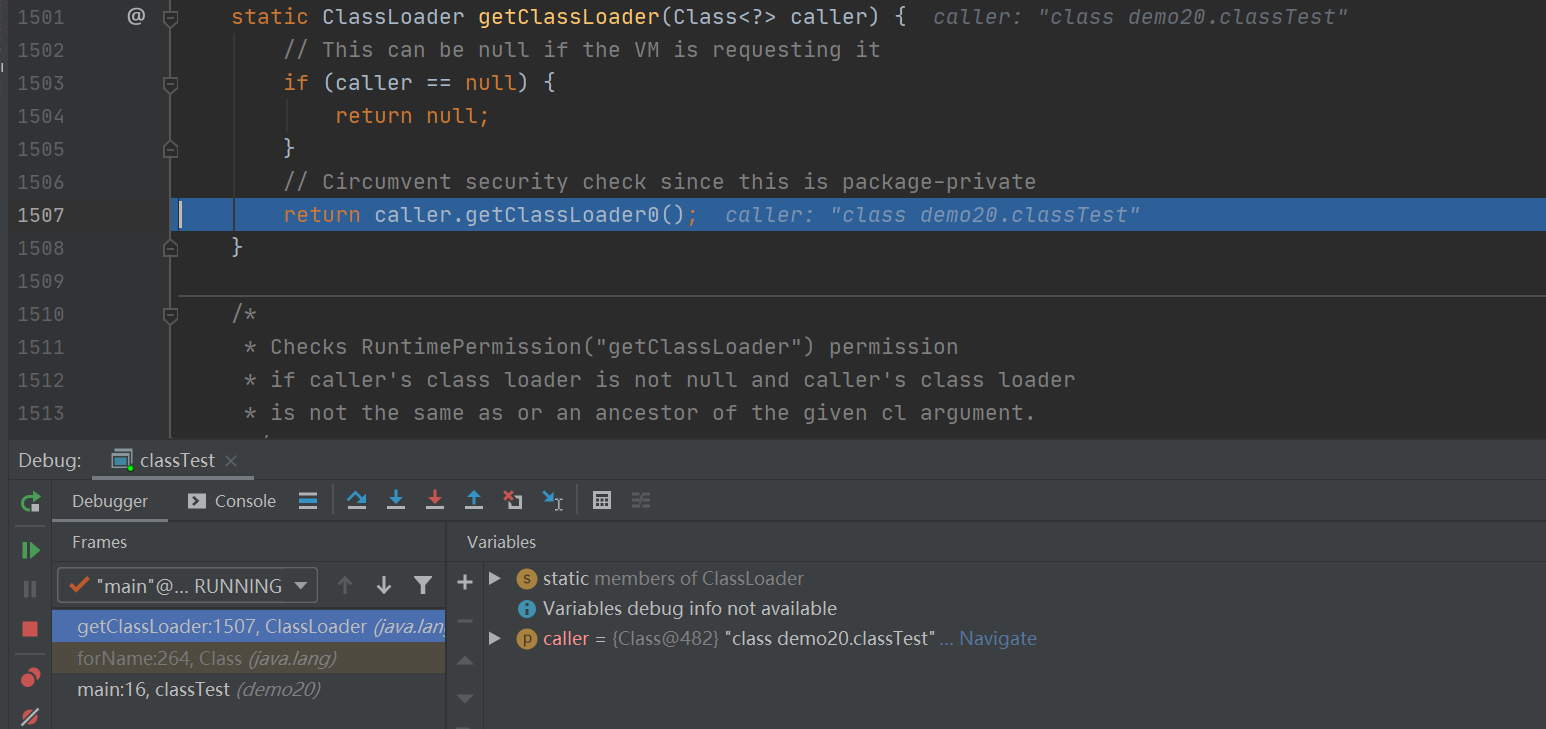 1501 @ static ClassLoader getClassLoader(Class<?> caller) { caller: "class demo20.classTest"
1502 // This can be null if the VM is requesting it
1503 if (caller == null) {
1504 return null;
1505 }
1506 // Circumvent security check since this is package-private
1507 return caller.getClassLoader0(); caller: "class demo20.classTest"
1508 }
1509
1510 /*
1511 * Checks RuntimePermission("getClassLoader") permission
1512 * if caller's class loader is not null and caller's class loader
1513 * is not the same as or an ancestor of the given cl argument.
Debug: classTest
Debugger Console
Frames Variables
"main"@... RUNNING
static members of ClassLoader
Variables debug info not available
getClassLoader:1507, ClassLoader (java.lang
caller = {Class@482} "class demo20.classTest" ... Navigate
forName:264, Class (java.lang)
main:16, classTest (demo20)